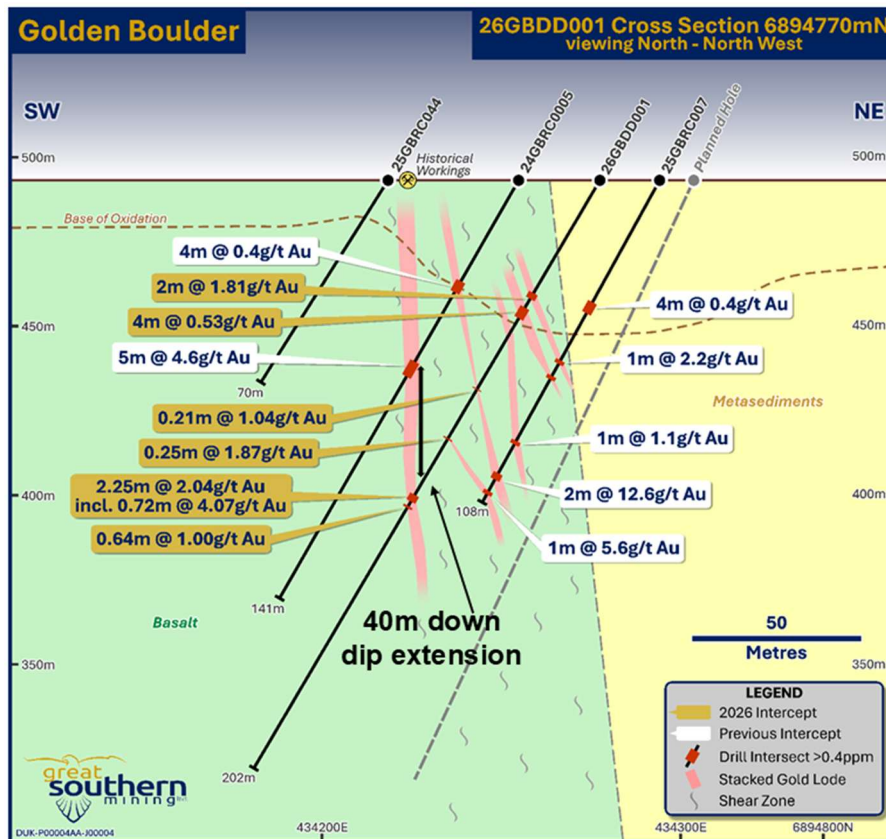 Golden Boulder
26GBDD001 Cross Section 6894770mN
viewing North - North West
SW
NE
25GBRC044
Historical
Workings
24GBRC0005
26GBDD001
25GBRC007
Planned Hole
500m
500m
Base of Oxidation
4m @ 0.4g/t Au
2m @ 1.81g/t Au
4m @ 0.53g/t Au
4m @ 0.4g/t Au
450m
450m
5m @ 4.6g/t Au
1m @ 2.2g/t Au
70m
Metasediments
0.21m @ 1.04g/t Au
0.25m @ 1.87g/t Au
1m @ 1.1g/t Au
2.25m @ 2.04g/t Au
incl. 0.72m @ 4.07g/t Au
2m @ 12.6g/t Au
400m
400m
108m
0.64m @ 1.00g/t Au
1m @ 5.6g/t Au
141m
Basalt
40m down
dip extension
50
Metres
350m
350m
LEGEND
2026 Intercept
Previous Intercept
Drill Intersect >0.4ppm
Stacked Gold Lode
Shear Zone
202m
great
southern
mining
DUK-P00004AA-J00004
434200E
434300E
6894800N